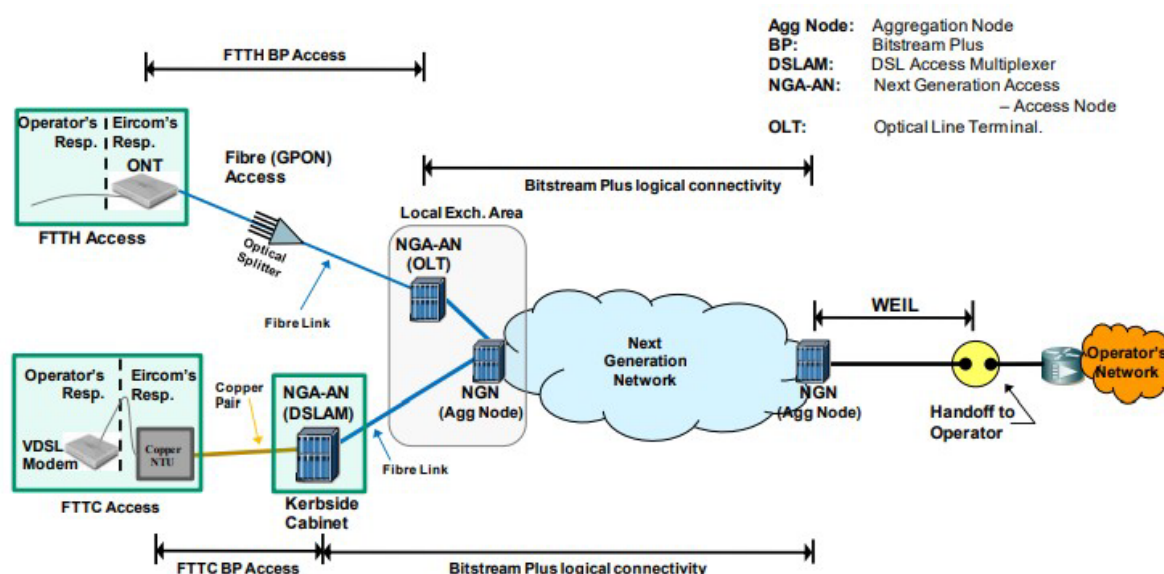 Agg Node: Aggregation Node
BP: Bitstream Plus
DSLAM: DSL Access Multiplexer
NGA-AN: Next Generation Access
– Access Node
OLT: Optical Line Terminal.
FTTH BP Access
Operator's
Resp.
Eircom's
Resp.
ONT
FTTH Access
Fibre (GPON)
Access
Optical
Splitter
Fibre Link
Bitstream Plus logical connectivity
Local Exch. Area
NGA-AN
(OLT)
NGN
(Agg Node)
Next
Generation
Network
NGN
(Agg Node)
WEIL
Handoff to
Operator
Operator's
Network
Operator's
Resp.
Eircom's
Resp.
VDSL
Modem
Copper
NTU
FTTC Access
Copper
Pair
NGA-AN
(DSLAM)
Kerbside
Cabinet
Fibre Link
FTTC BP Access
Bitstream Plus logical connectivity